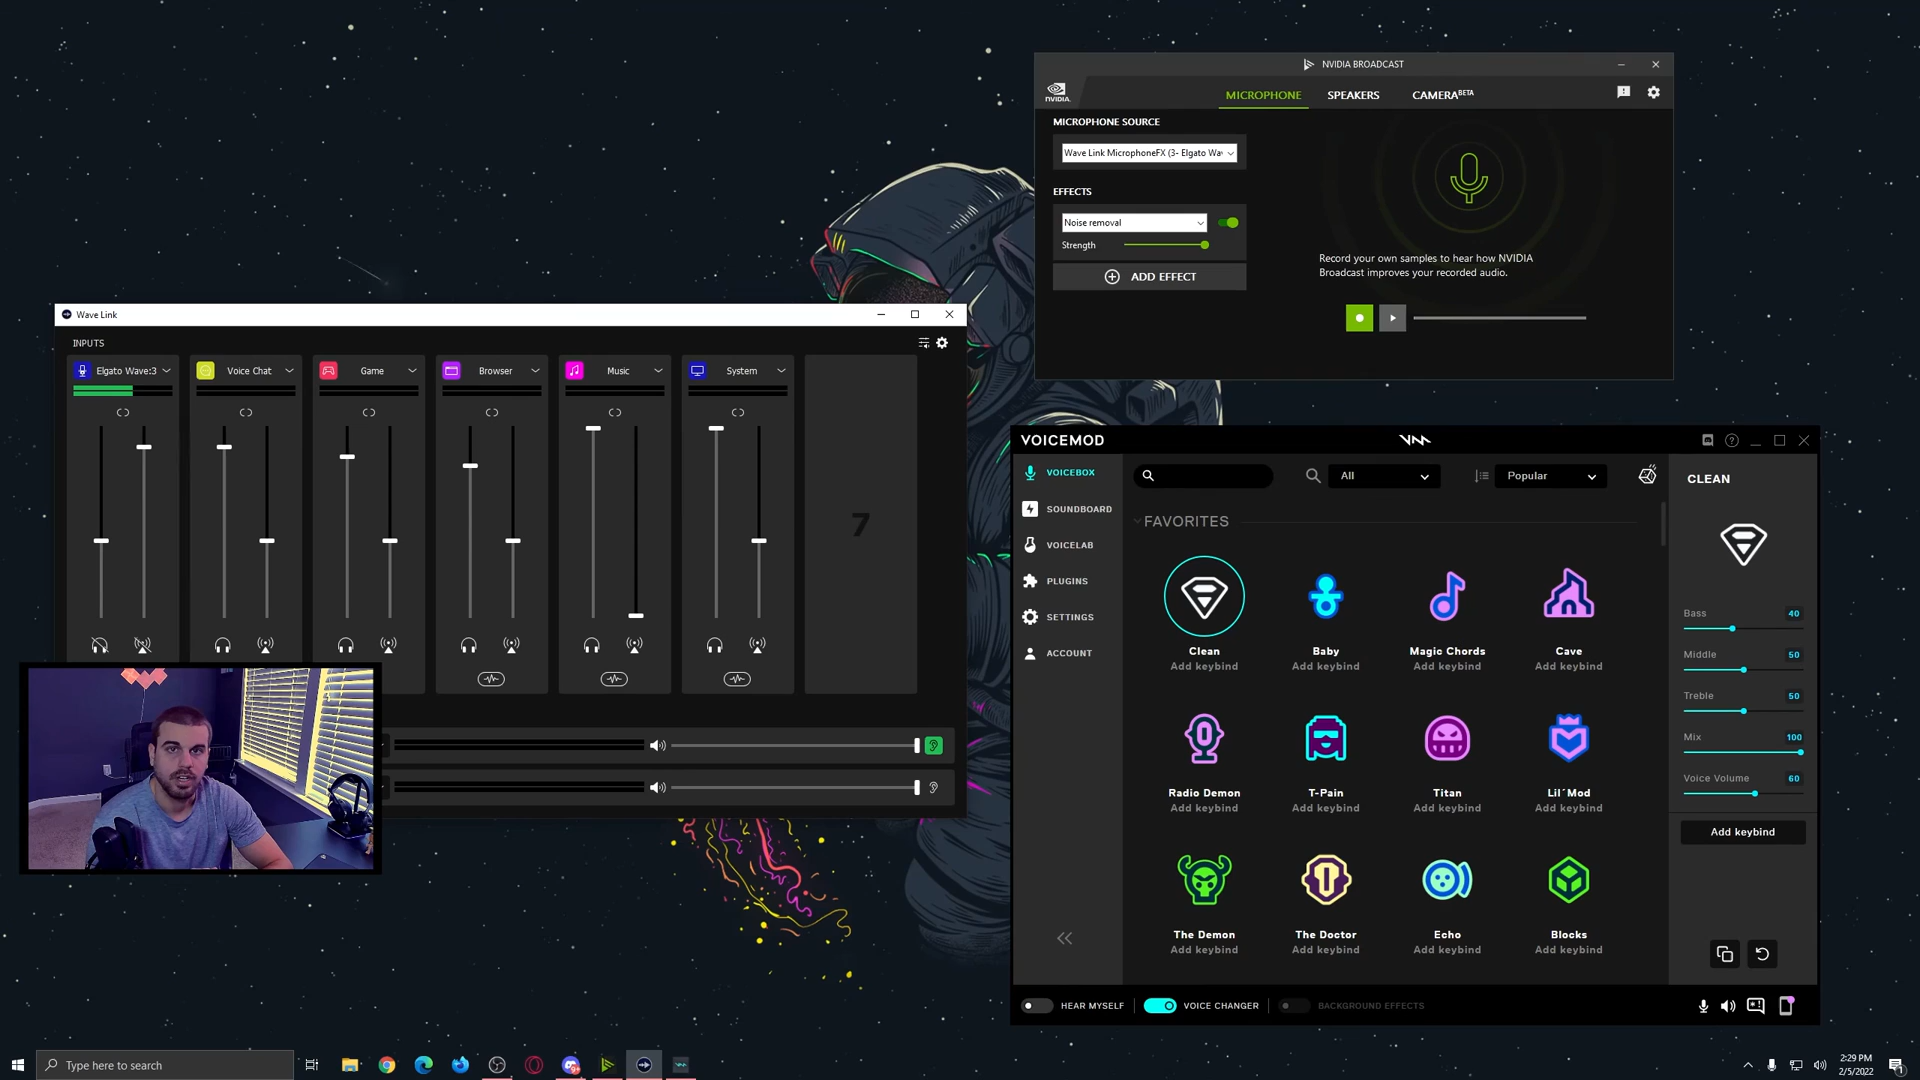 NVIDIA BROADCAST
NVIDIA.
MICROPHONE
SPEAKERS
CAMERA BETA
MICROPHONE SOURCE
Wave Link MicrophoneFX (3- Elgato Wav
EFFECTS
Noise removal
Strength
ADD EFFECT
Record your own samples to hear how NVIDIA
Broadcast improves your recorded audio.
Wave Link
INPUTS
Elgato Wave:3
Voice Chat
Game
Browser
Music
System
7
VOICEMOD
VOICEBOX
SOUNDBOARD
VOICELAB
PLUGINS
SETTINGS
ACCOUNT
All
Popular
FAVORITES
Clean
Add keybind
Baby
Add keybind
Magic Chords
Add keybind
Cave
Add keybind
Radio Demon
Add keybind
T-Pain
Add keybind
Titan
Add keybind
Lil´Mod
Add keybind
The Demon
Add keybind
The Doctor
Add keybind
Echo
Add keybind
Blocks
Add keybind
CLEAN
Bass 40
Middle 50
Treble 50
Mix 100
Voice Volume 60
Add keybind
HEAR MYSELF
VOICE CHANGER
BACKGROUND EFFECTS
Type here to search
2:29 PM
2/5/2022